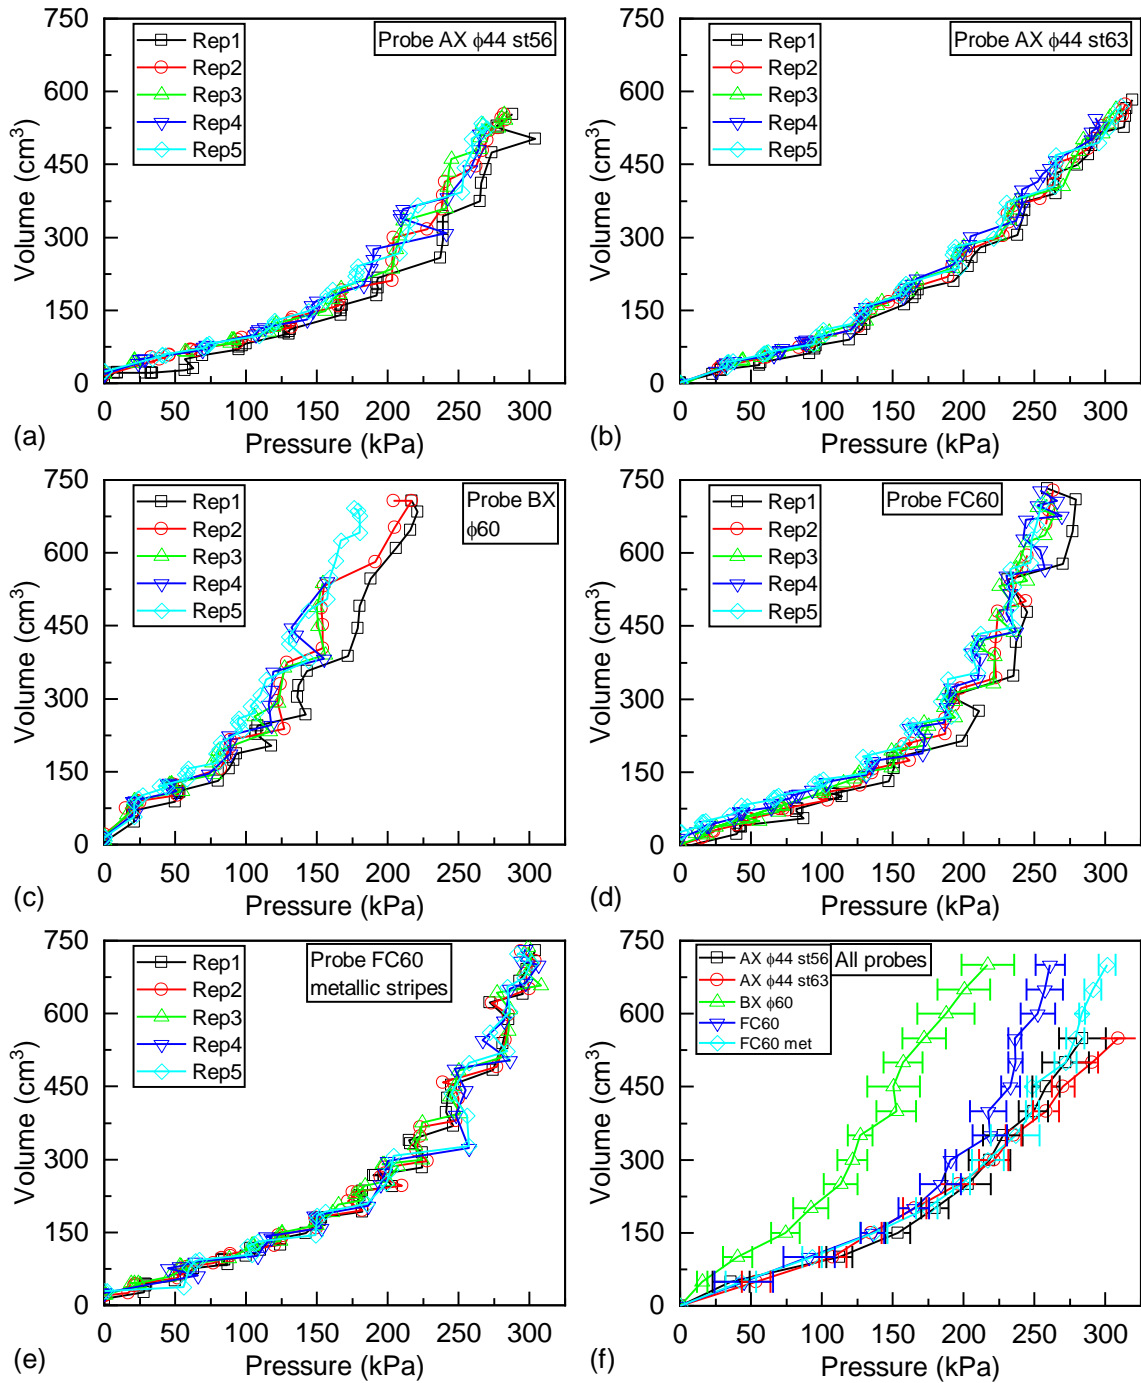 750
600
450
300
150
0
Volume (cm³)
Rep1
Rep2
Rep3
Rep4
Rep5
Probe AX ϕ44 st56
0 50 100 150 200 250 300
(a)
Pressure (kPa)
750
600
450
300
150
0
Volume (cm³)
Rep1
Rep2
Rep3
Rep4
Rep5
Probe AX ϕ44 st63
0 50 100 150 200 250 300
(b)
Pressure (kPa)
750
600
450
300
150
0
Volume (cm³)
Rep1
Rep2
Rep3
Rep4
Rep5
Probe BX
ϕ60
0 50 100 150 200 250 300
(c)
Pressure (kPa)
750
600
450
300
150
0
Volume (cm³)
Rep1
Rep2
Rep3
Rep4
Rep5
Probe FC60
0 50 100 150 200 250 300
(d)
Pressure (kPa)
750
600
450
300
150
0
Volume (cm³)
Rep1
Rep2
Rep3
Rep4
Rep5
Probe FC60
metallic stripes
0 50 100 150 200 250 300
(e)
Pressure (kPa)
750
600
450
300
150
0
Volume (cm³)
AX ϕ44 st56
AX ϕ44 st63
BX ϕ60
FC60
FC60 met
All probes
0 50 100 150 200 250 300
(f)
Pressure (kPa)